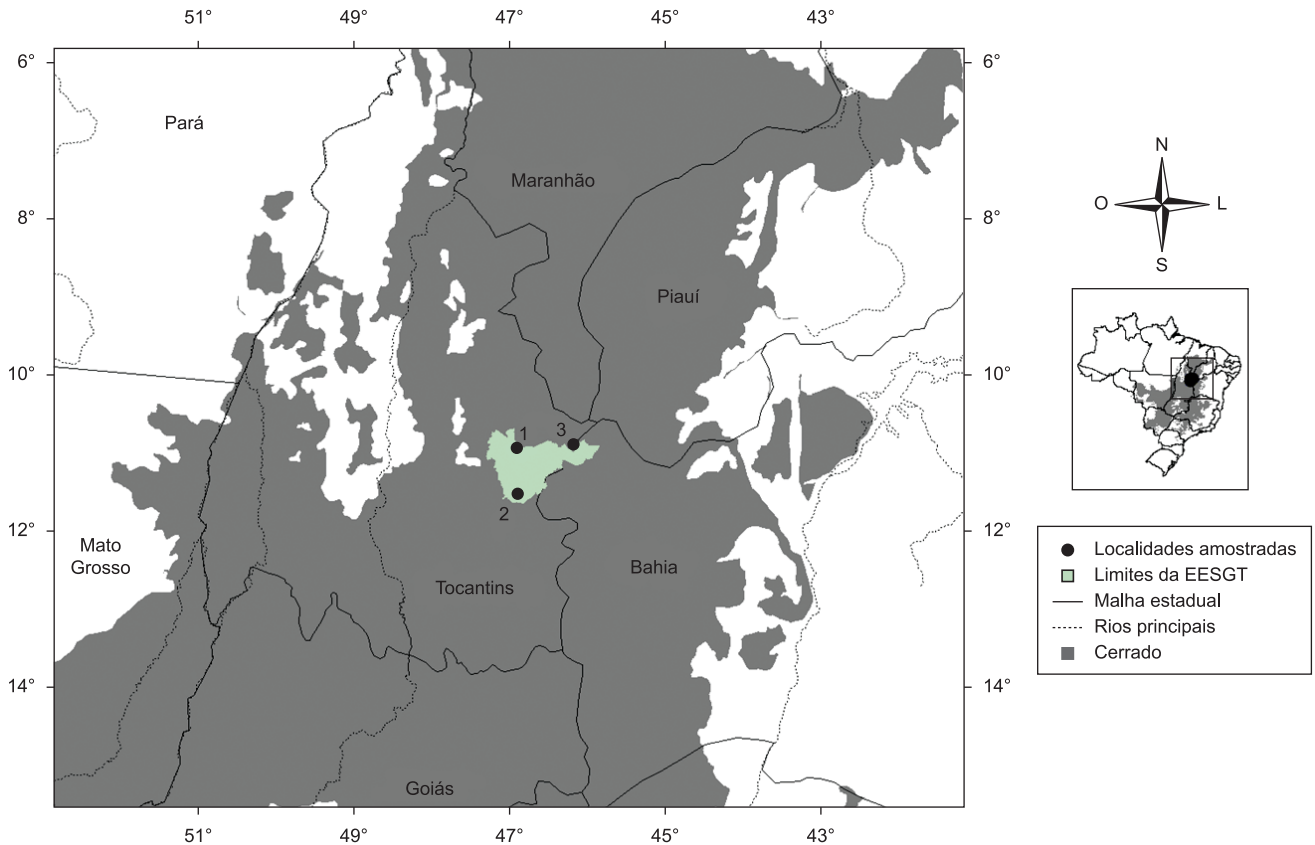 51° 49° 47° 45° 43°
6° 6°
Pará
Maranhão
N
8° 8°
O L
S
Piauí
10° 10°
1 3
2
12° 12°
Mato
Grosso
Bahia
Tocantins
14° 14°
Goiás
51° 49° 47° 45° 43°
Localidades amostradas
Limites da EESGT
Malha estadual
Rios principais
Cerrado